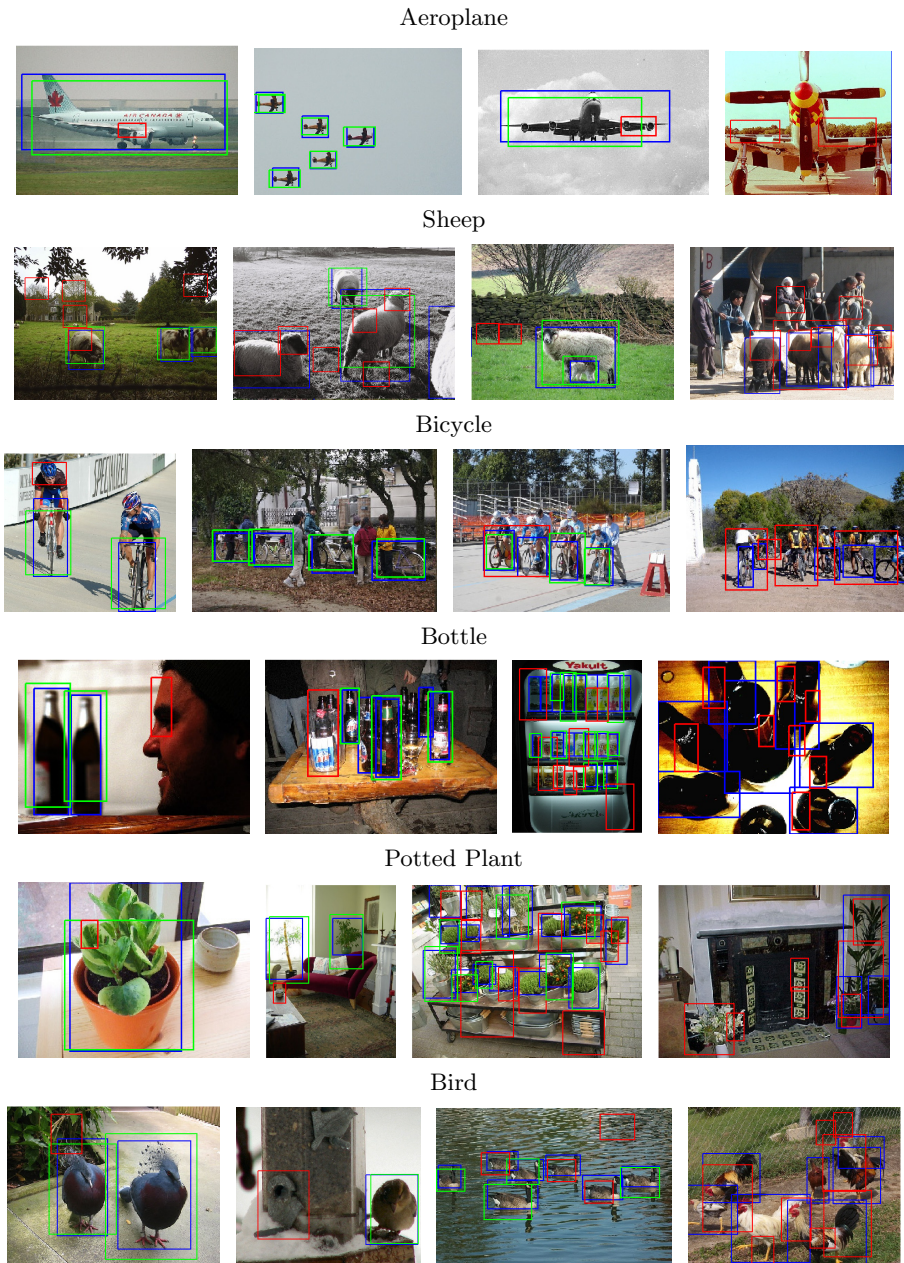 Aeroplane
AIR CANADA
Sheep
B
Bicycle
SPECIALIZED
Bottle
Yakult
Potted Plant
Bird